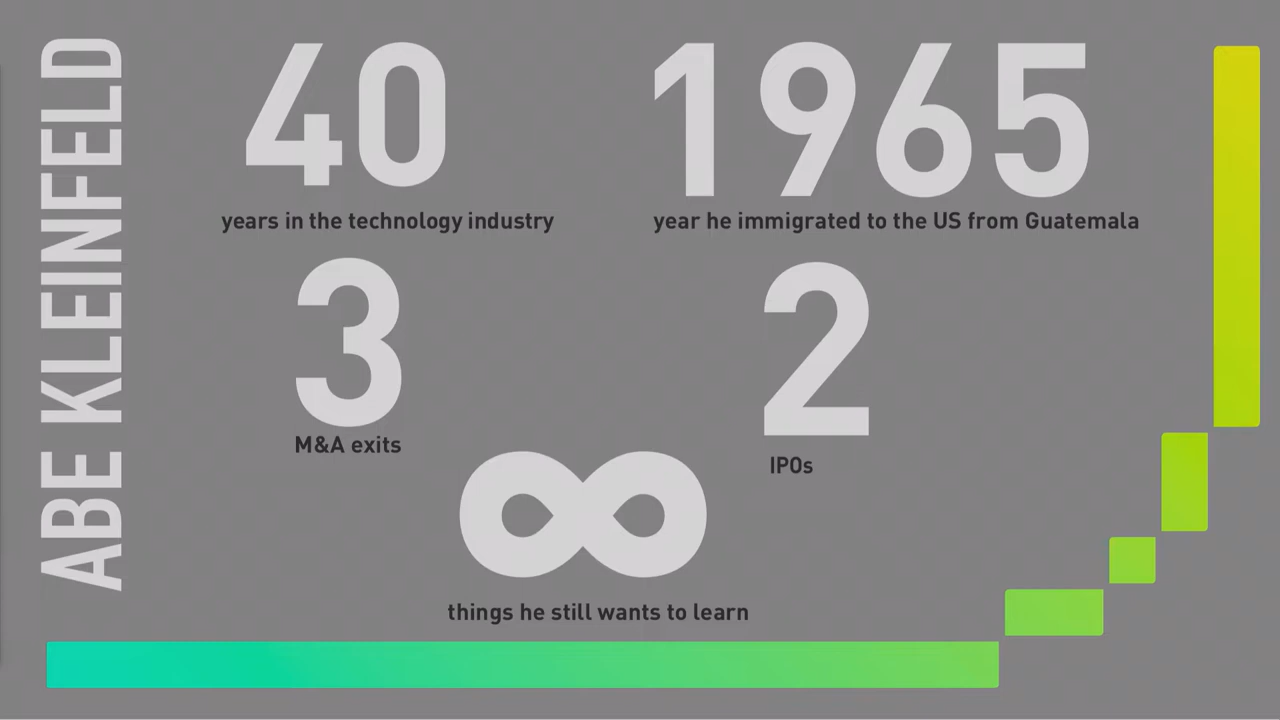 ABE KLEINFELD
40
years in the technology industry
1965
year he immigrated to the US from Guatemala
3
M&A exits
2
IPOs
∞
things he still wants to learn